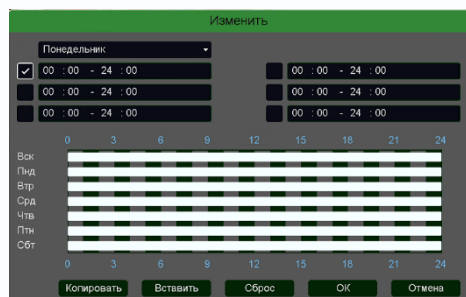 Изменить
Понедельник
00 : 00 - 24 : 00 00 : 00 - 24 : 00
00 : 00 - 24 : 00 00 : 00 - 24 : 00
00 : 00 - 24 : 00 00 : 00 - 24 : 00
0 3 6 9 12 15 18 21 24
Вск
Пнд
Втр
Срд
Чтв
Птн
Сбт
0 3 6 9 12 15 18 21 24
Копировать Вставить Сброс ОК Отмена